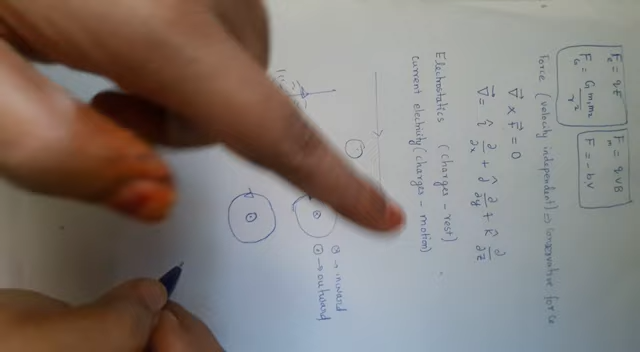 F_e = qE
F_G = G m₁m₂ / r²
F_m = qVB
F = -bv
Force (velocity independent) ⇒ conservative force
∇⃗ × F⃗ = 0
∇⃗ = î ∂/∂x + ĵ ∂/∂y + k̂ ∂/∂z
Electrostatics (charges - rest)
current electricity (charges - motion)
→ inward
→ outward